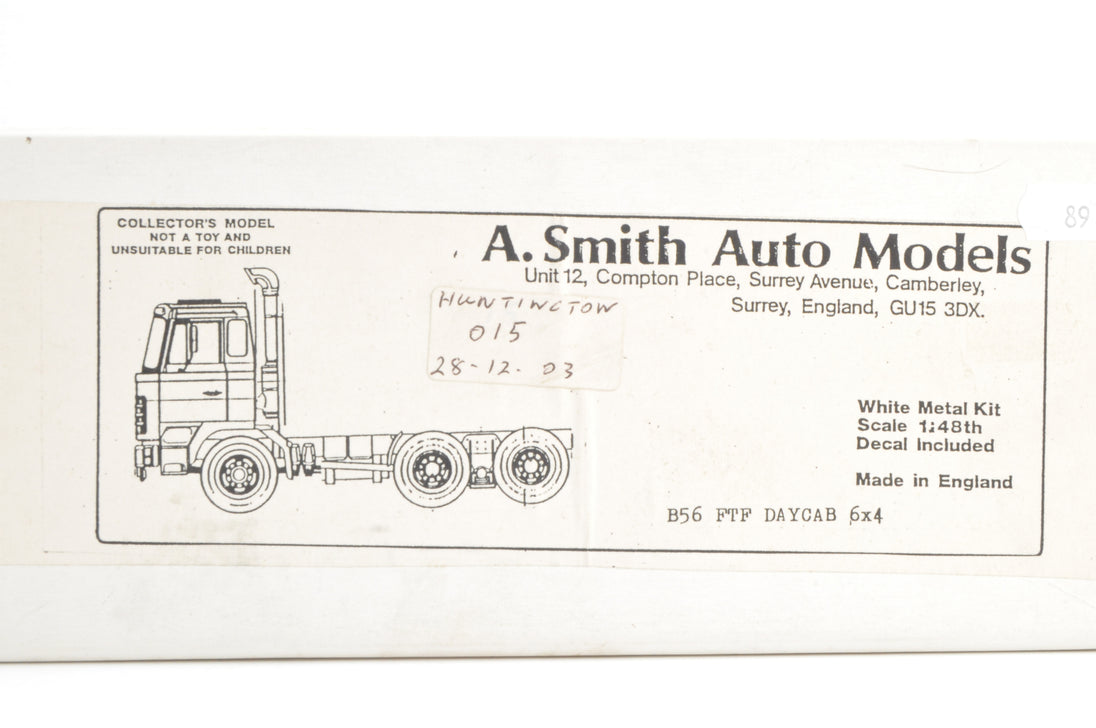 COLLECTOR'S MODEL
NOT A TOY AND
UNSUITABLE FOR CHILDREN
A. Smith Auto Models
Unit 12, Compton Place, Surrey Avenue, Camberley,
Surrey, England, GU15 3DX.
HUNTINGTON
015
28-12. 03
White Metal Kit
Scale 1:48th
Decal Included
Made in England
B56 FTF DAYCAB 6x4
89